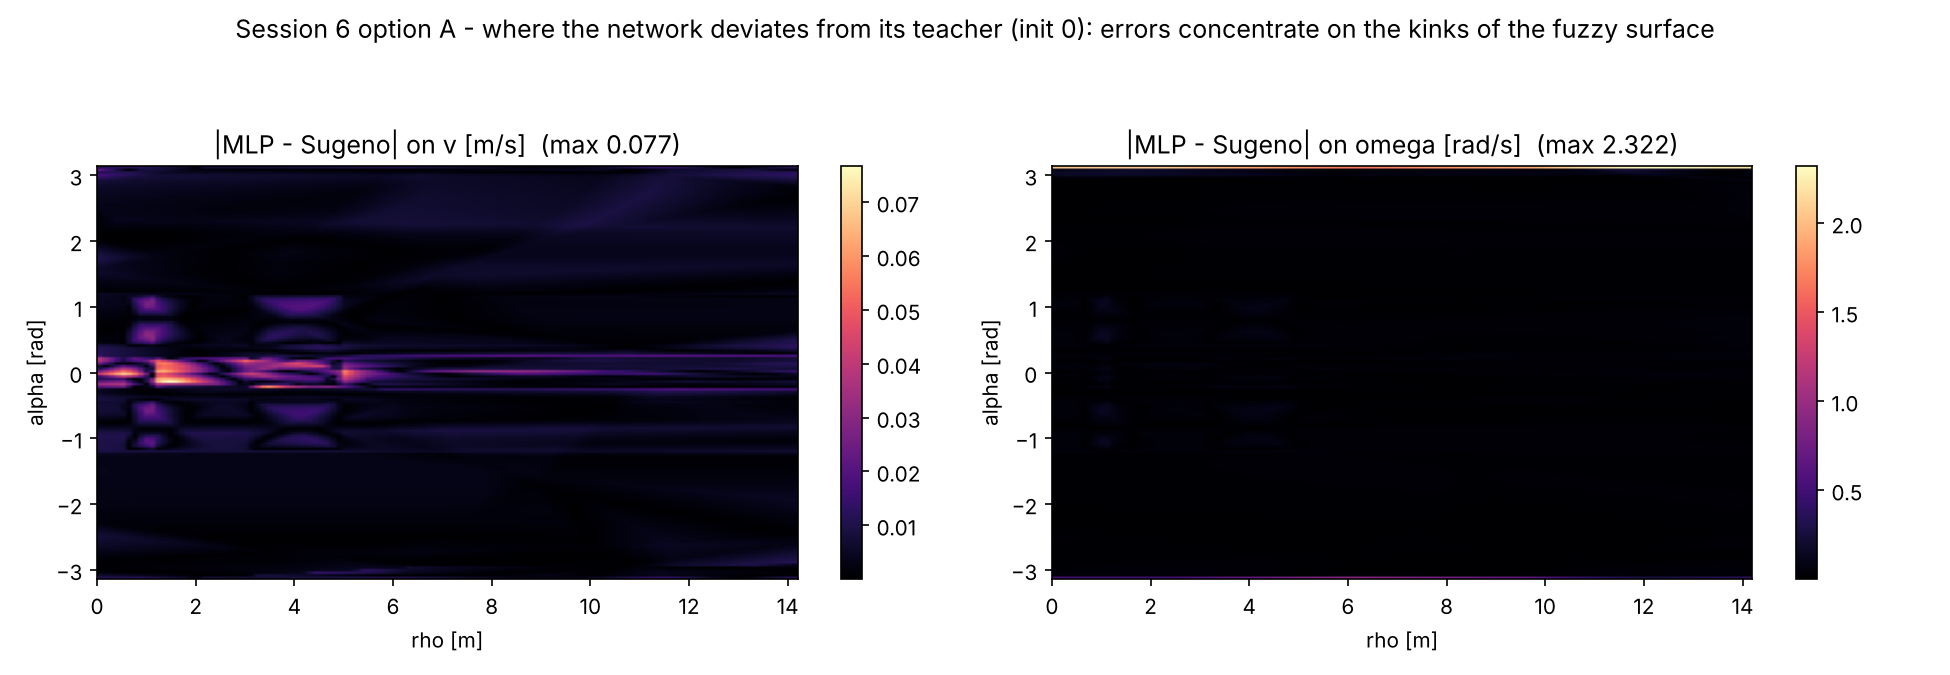 Session 6 option A - where the network deviates from its teacher (init 0): errors concentrate on the kinks of the fuzzy surface
|MLP - Sugeno| on v [m/s]  (max 0.077)
3
2
1
0
−1
−2
−3
alpha [rad]
0 2 4 6 8 10 12 14
rho [m]
0.07
0.06
0.05
0.04
0.03
0.02
0.01
|MLP - Sugeno| on omega [rad/s]  (max 2.322)
3
2
1
0
−1
−2
−3
alpha [rad]
0 2 4 6 8 10 12 14
rho [m]
2.0
1.5
1.0
0.5